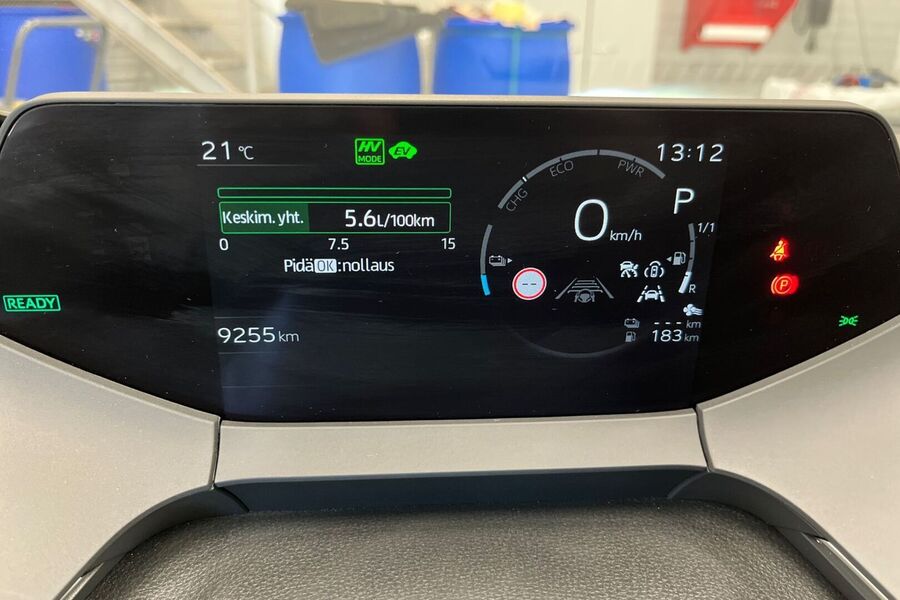 21 °C
HV MODE
EV
13:12
CHG ECO PWR
P
0 km/h
1/1
Keskim. yht. 5.6 L/100km
0 7.5 15
Pidä OK :nollaus
--
R
READY
P
--- km
9255 km
183 km